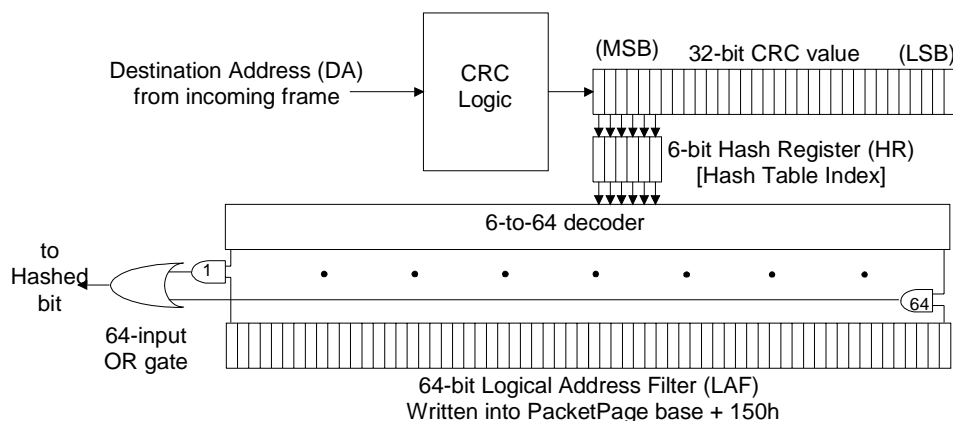 (MSB) 32-bit CRC value (LSB)
Destination Address (DA)
from incoming frame
CRC
Logic
6-bit Hash Register (HR)
[Hash Table Index]
6-to-64 decoder
to
Hashed
bit
1
64
64-input
OR gate
64-bit Logical Address Filter (LAF)
Written into PacketPage base + 150h